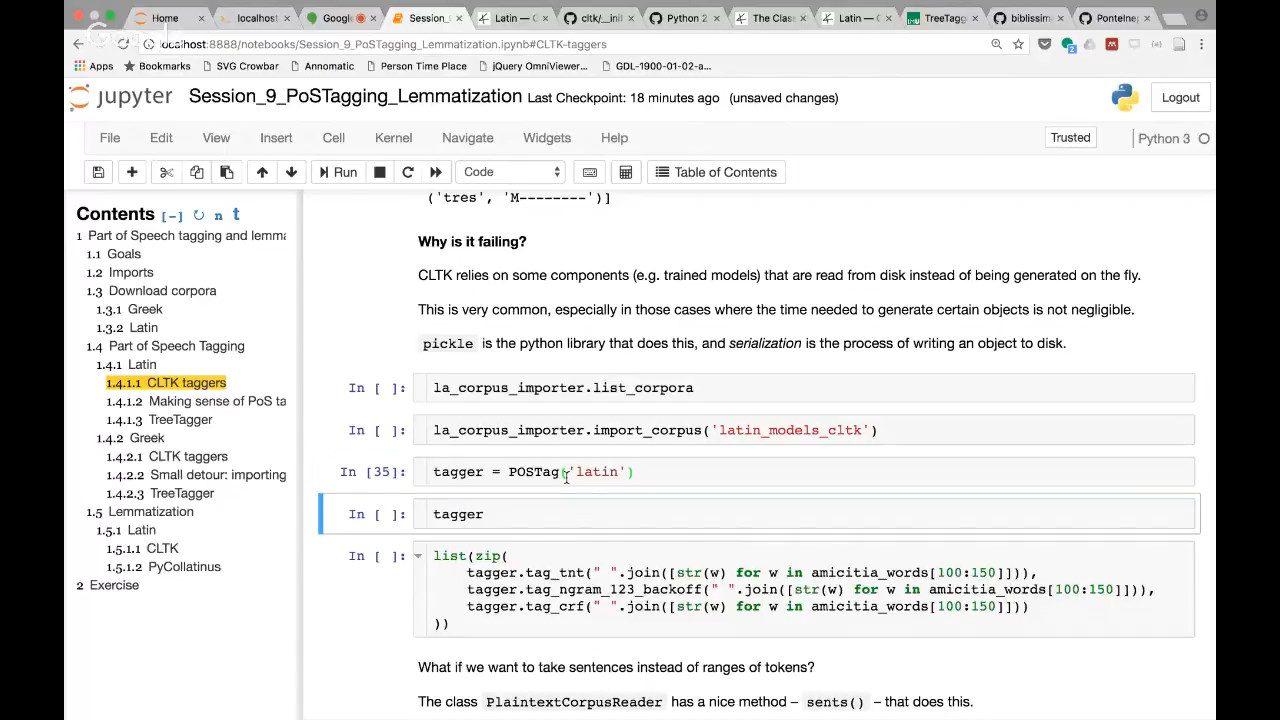 Home
localhost:
Google
Session_
Latin — C
cltk/__init
Python 2
The Class
Latin — C
TreeTagg
biblissim
Pontelnep
localhost:8888/notebooks/Session_9_PoSTagging_Lemmatization.ipynb#CLTK-taggers
Apps Bookmarks SVG Crowbar Annomatic Person Time Place jQuery OmniViewer... GDL-1900-01-02-a...
jupyter Session_9_PoSTagging_Lemmatization Last Checkpoint: 18 minutes ago (unsaved changes) Logout
File Edit View Insert Cell Kernel Navigate Widgets Help Trusted Python 3
Run Code Table of Contents
Contents [-] n t
1 Part of Speech tagging and lemma
1.1 Goals
1.2 Imports
1.3 Download corpora
1.3.1 Greek
1.3.2 Latin
1.4 Part of Speech Tagging
1.4.1 Latin
1.4.1.1 CLTK taggers
1.4.1.2 Making sense of PoS ta
1.4.1.3 TreeTagger
1.4.2 Greek
1.4.2.1 CLTK taggers
1.4.2.2 Small detour: importing
1.4.2.3 TreeTagger
1.5 Lemmatization
1.5.1 Latin
1.5.1.1 CLTK
1.5.1.2 PyCollatinus
2 Exercise
('tres', 'M--------')]
Why is it failing?
CLTK relies on some components (e.g. trained models) that are read from disk instead of being generated on the fly.
This is very common, especially in those cases where the time needed to generate certain objects is not negligible.
pickle is the python library that does this, and serialization is the process of writing an object to disk.
In [ ]: la_corpus_importer.list_corpora
In [ ]: la_corpus_importer.import_corpus('latin_models_cltk')
In [35]: tagger = POSTag('latin')
In [ ]: tagger
In [ ]: list(zip(
tagger.tag_tnt(" ".join([str(w) for w in amicitia_words[100:150]])),
tagger.tag_ngram_123_backoff(" ".join([str(w) for w in amicitia_words[100:150]])),
tagger.tag_crf(" ".join([str(w) for w in amicitia_words[100:150]]))
))
What if we want to take sentences instead of ranges of tokens?
The class PlaintextCorpusReader has a nice method – sents() – that does this.